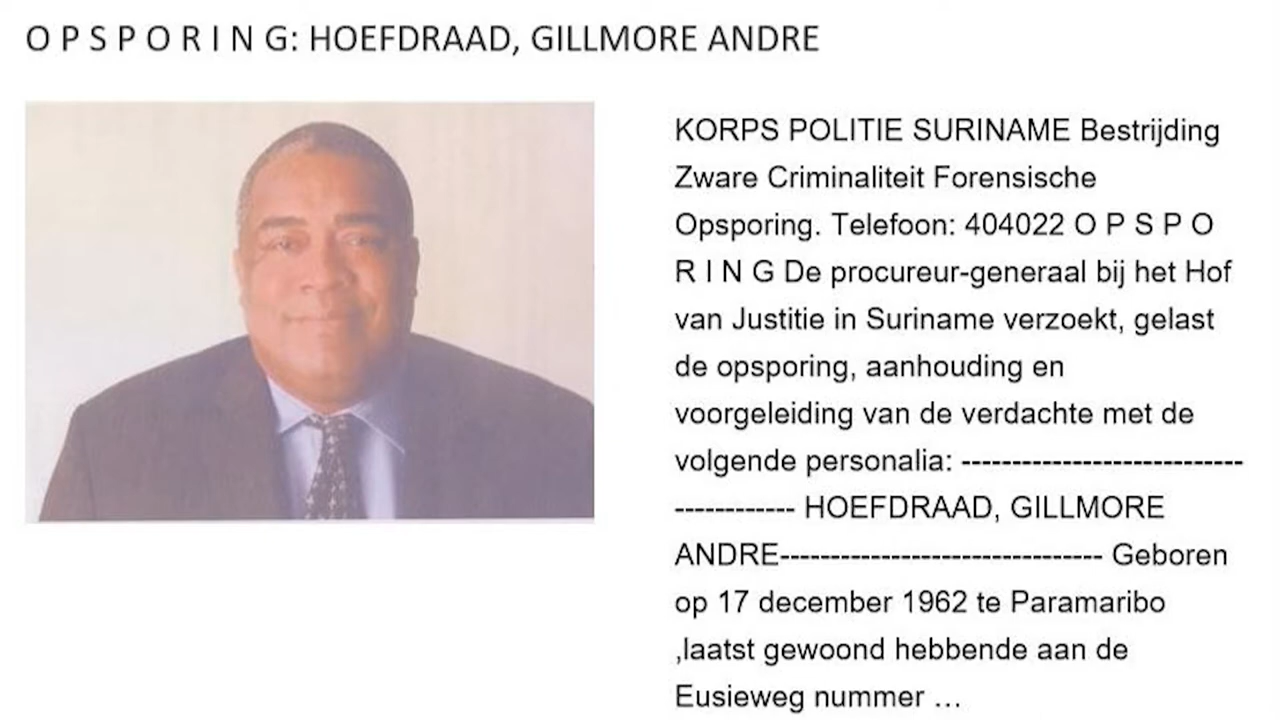 O P S P O R I N G: HOEFDRAAD, GILLMORE ANDRE
KORPS POLITIE SURINAME Bestrijding
Zware Criminaliteit Forensische
Opsporing. Telefoon: 404022 O P S P O
R I N G De procureur-generaal bij het Hof
van Justitie in Suriname verzoekt, gelast
de opsporing, aanhouding en
voorgeleiding van de verdachte met de
volgende personalia: ----------------------------
------------ HOEFDRAAD, GILLMORE
ANDRE-------------------------------- Geboren
op 17 december 1962 te Paramaribo
,laatst gewoond hebbende aan de
Eusieweg nummer …